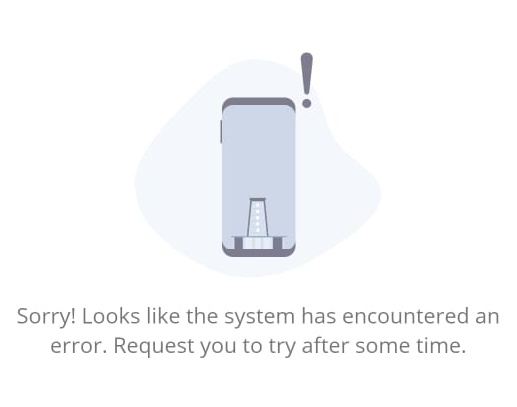 Sorry! Looks like the system has encountered an
error. Request you to try after some time.